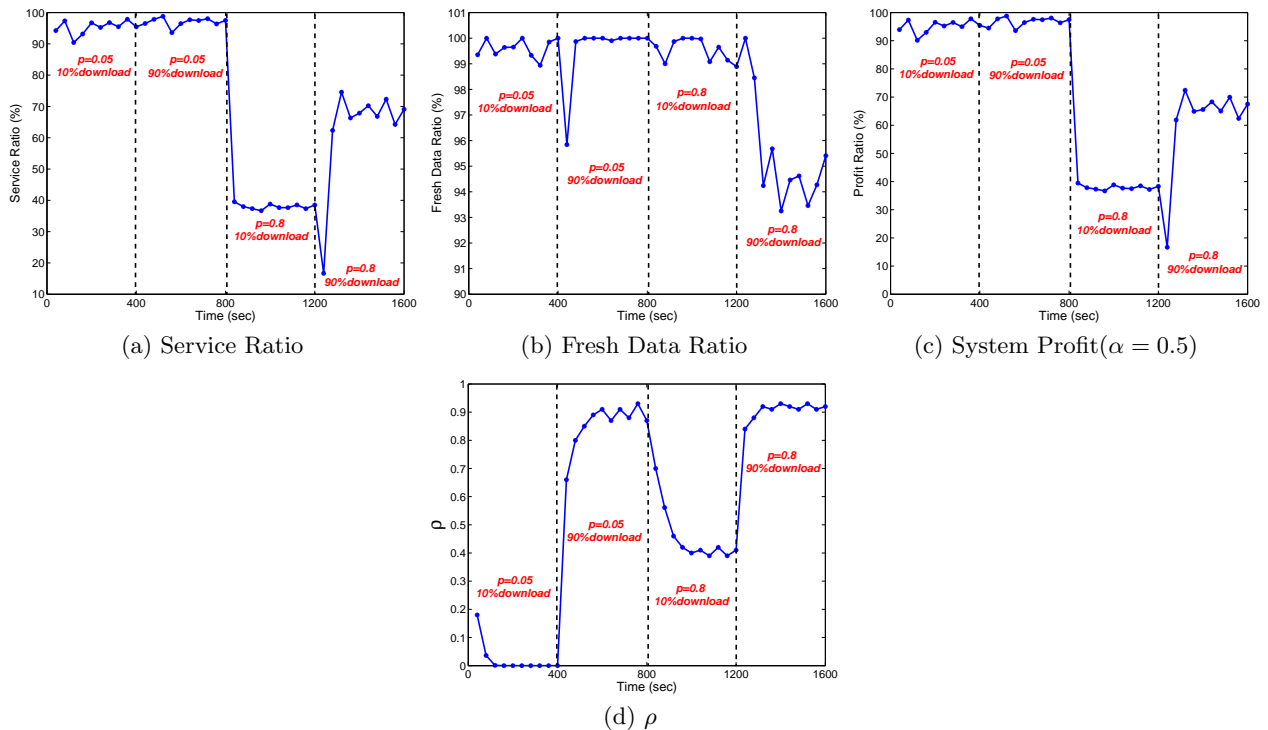 100
90
80
70
60
50
40
30
20
10
0
400
800
1200
1600
Service Ratio (%)
Time (sec)
p=0.05
10%download
p=0.05
90%download
p=0.8
10%download
p=0.8
90%download
(a) Service Ratio
101
100
99
98
97
96
95
94
93
92
91
90
0
400
800
1200
1600
Fresh Data Ratio (%)
Time (sec)
p=0.05
10%download
p=0.05
90%download
p=0.8
10%download
p=0.8
90%download
(b) Fresh Data Ratio
100
90
80
70
60
50
40
30
20
10
0
0
400
800
1200
1600
Profit Ratio (%)
Time (sec)
p=0.05
10%download
p=0.05
90%download
p=0.8
10%download
p=0.8
90%download
(c) System Profit(α = 0.5)
1
0.9
0.8
0.7
0.6
0.5
0.4
0.3
0.2
0.1
0
0
400
800
1200
1600
ρ
Time (sec)
p=0.05
10%download
p=0.05
90%download
p=0.8
10%download
p=0.8
90%download
(d) ρ